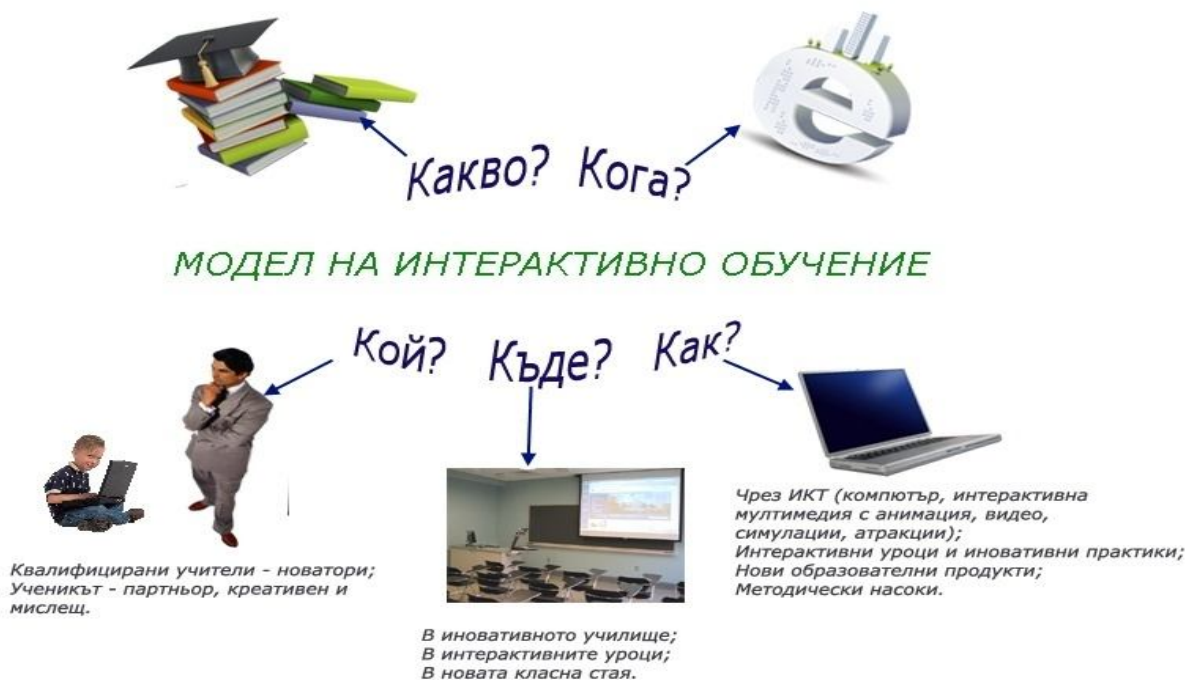 Какво? Кога?
МОДЕЛ НА ИНТЕРАКТИВНО ОБУЧЕНИЕ
Кой? Къде? Как?
Квалифицирани учители - новатори;
Ученикът - партньор, креативен и
мислещ.
В иновативното училище;
В интерактивните уроци;
В новата класна стая.
Чрез ИКТ (компютър, интерактивна
мултимедия с анимация, видео,
симулации, атракции);
Интерактивни уроци и иновативни практики;
Нови образователни продукти;
Методически насоки.